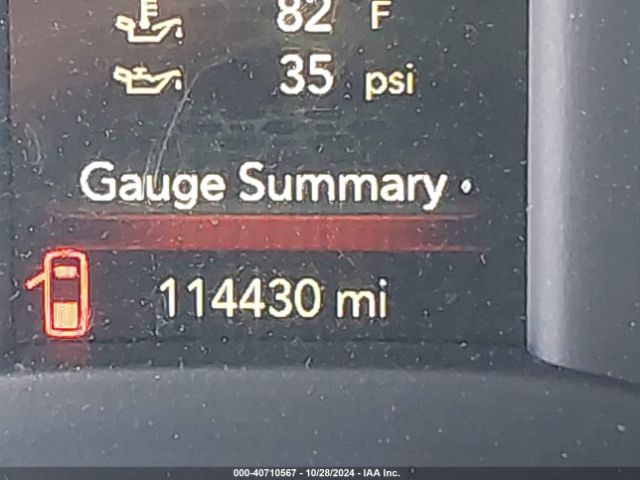 82 F
35 psi
Gauge Summary
114430 mi
000-40710567 - 10/28/2024 - IAA Inc.